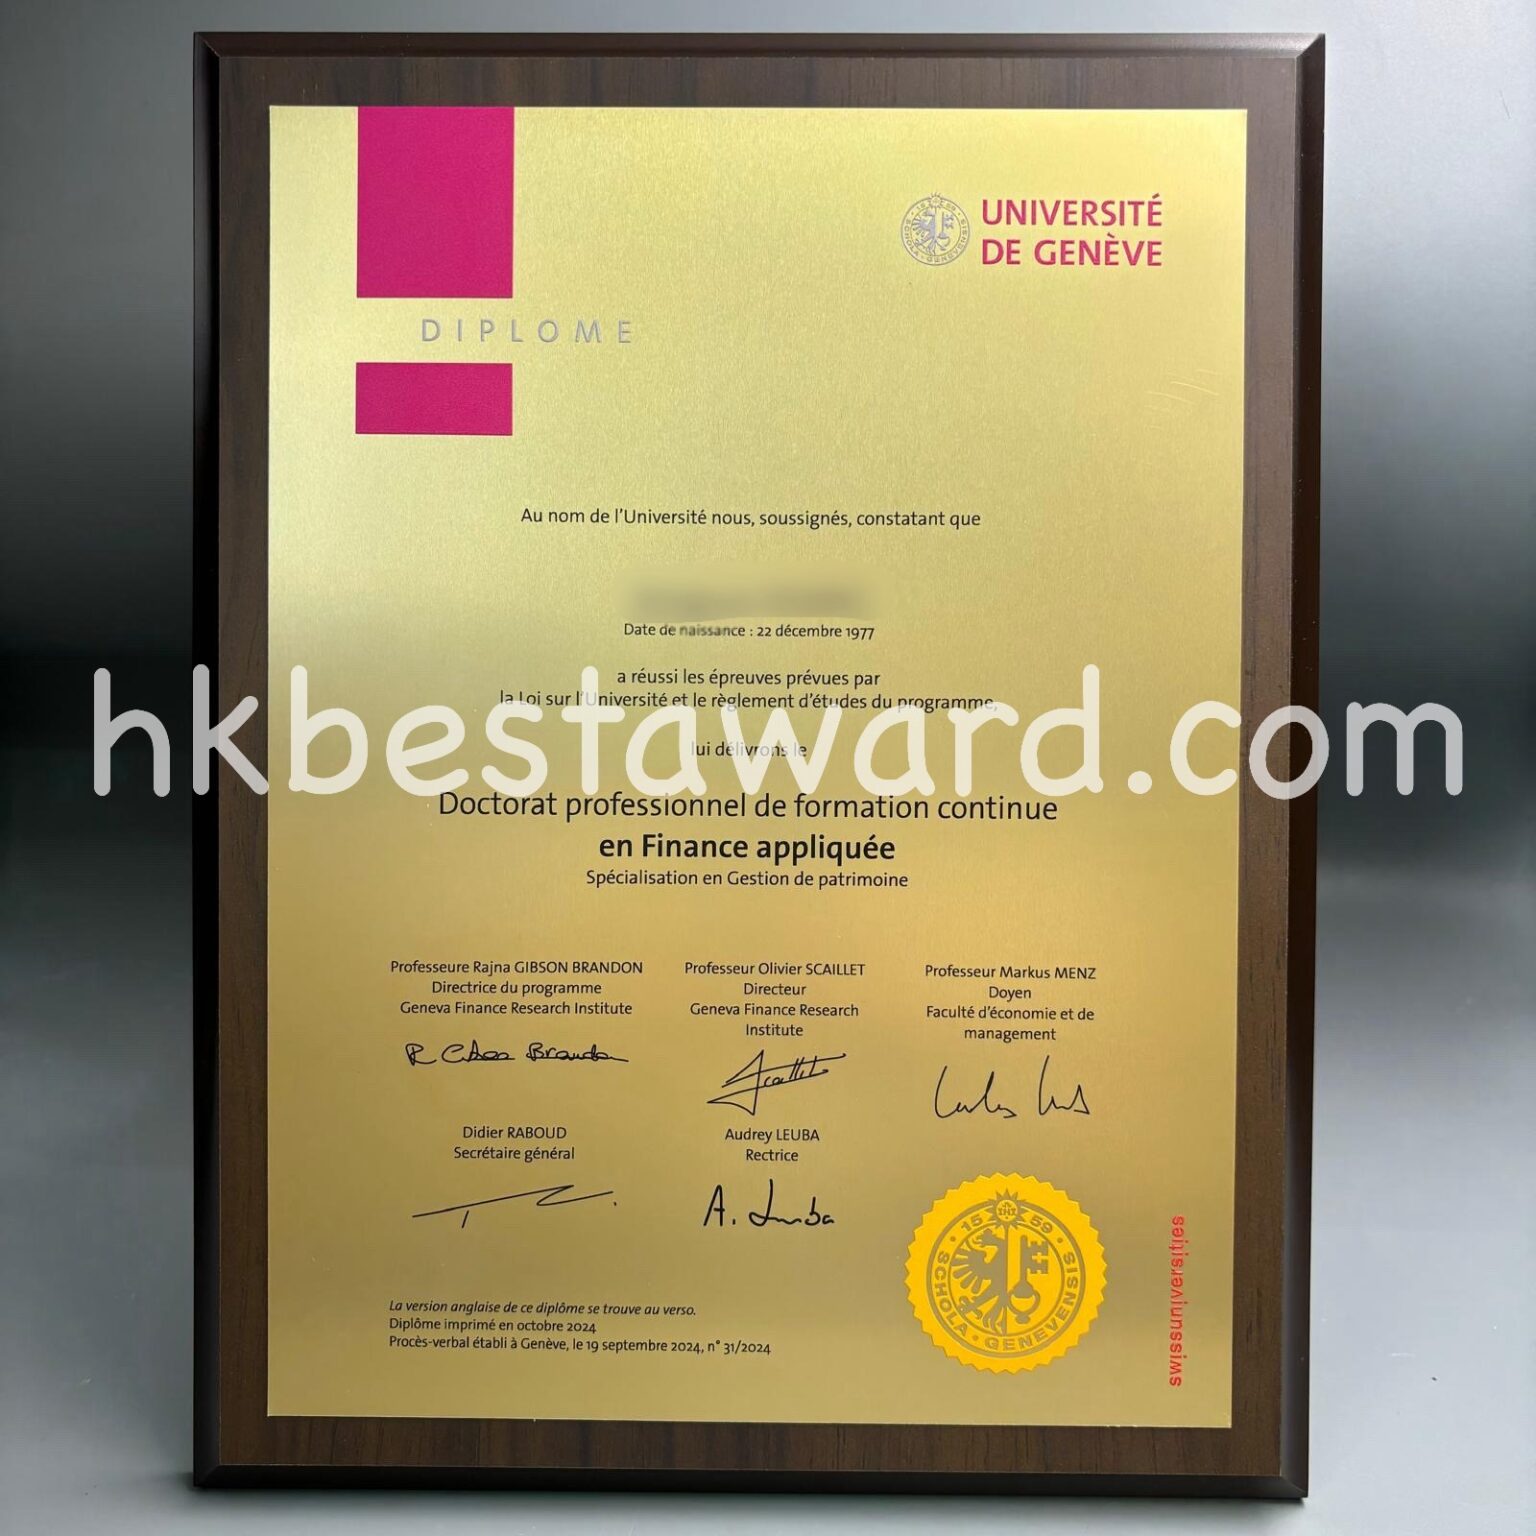 UNIVERSITÉ
DE GENÈVE
SCHOLA GENEVENSIS
DIPLOME
Au nom de l'Université nous, soussignés, constatant que
Date de naissance : 22 décembre 1977
a réussi les épreuves prévues par
la Loi sur l'Université et le règlement d'études du programme,
hkbestaward.com
lui délivrons le
Doctorat professionnel de formation continue
en Finance appliquée
Spécialisation en Gestion de patrimoine
Professeure Rajna GIBSON BRANDON
Directrice du programme
Geneva Finance Research Institute
Professeur Olivier SCAILLET
Directeur
Geneva Finance Research
Institute
Professeur Markus MENZ
Doyen
Faculté d'économie et de
management
Didier RABOUD
Secrétaire général
Audrey LEUBA
Rectrice
A. Leuba
1559
SCHOLA · GENEVENSIS
swissuniversities
La version anglaise de ce diplôme se trouve au verso.
Diplôme imprimé en octobre 2024
Procès-verbal établi à Genève, le 19 septembre 2024, n° 31/2024